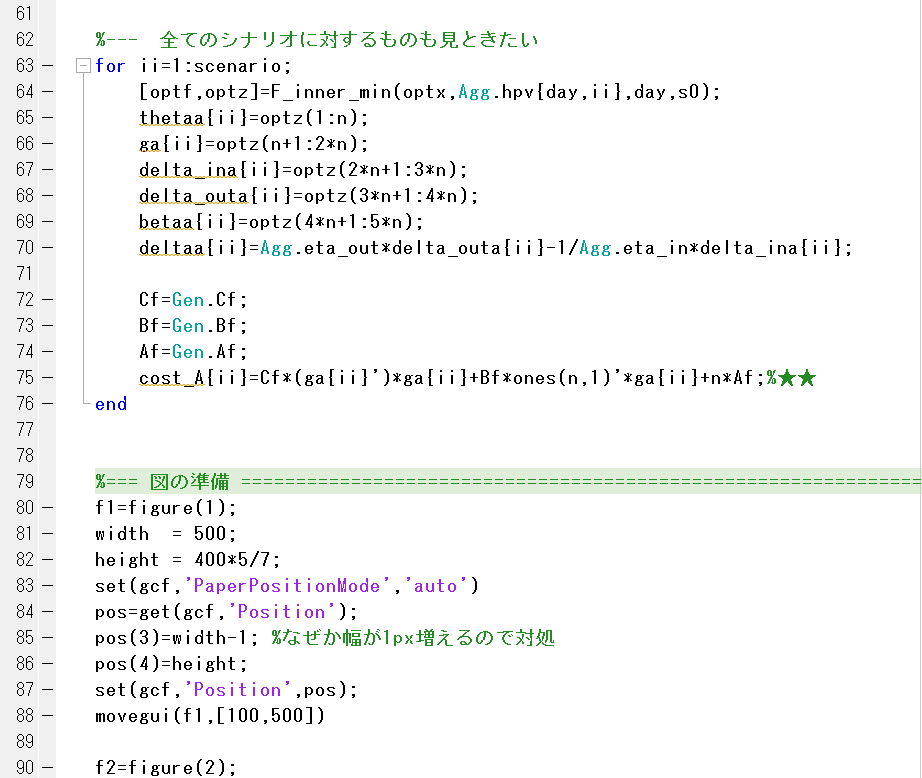 61
62 %---　全てのシナリオに対するものも見ときたい
63 – for ii=1:scenario;
64 – [optf,optz]=F_inner_min(optx,Agg.hpv{day,ii},day,s0);
65 – thetaa{ii}=optz(1:n);
66 – ga{ii}=optz(n+1:2*n);
67 – delta_ina{ii}=optz(2*n+1:3*n);
68 – delta_outa{ii}=optz(3*n+1:4*n);
69 – betaa{ii}=optz(4*n+1:5*n);
70 – deltaa{ii}=Agg.eta_out*delta_outa{ii}-1/Agg.eta_in*delta_ina{ii};
71
72 – Cf=Gen.Cf;
73 – Bf=Gen.Bf;
74 – Af=Gen.Af;
75 – cost_A{ii}=Cf*(ga{ii}')*ga{ii}+Bf*ones(n,1)'*ga{ii}+n*Af;%★★
76 – end
77
78
79 %=== 図の準備 ==============================================================
80 – f1=figure(1);
81 – width  = 500;
82 – height = 400*5/7;
83 – set(gcf,'PaperPositionMode','auto')
84 – pos=get(gcf,'Position');
85 – pos(3)=width-1; %なぜか幅が1px増えるので対処
86 – pos(4)=height;
87 – set(gcf,'Position',pos);
88 – movegui(f1,[100,500])
89
90 – f2=figure(2);